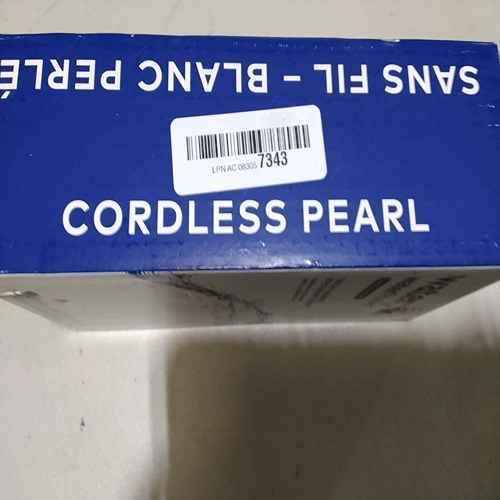 SANS FIL – BLANC PERLÉ
LPN AC 08305 7343
CORDLESS PEARL